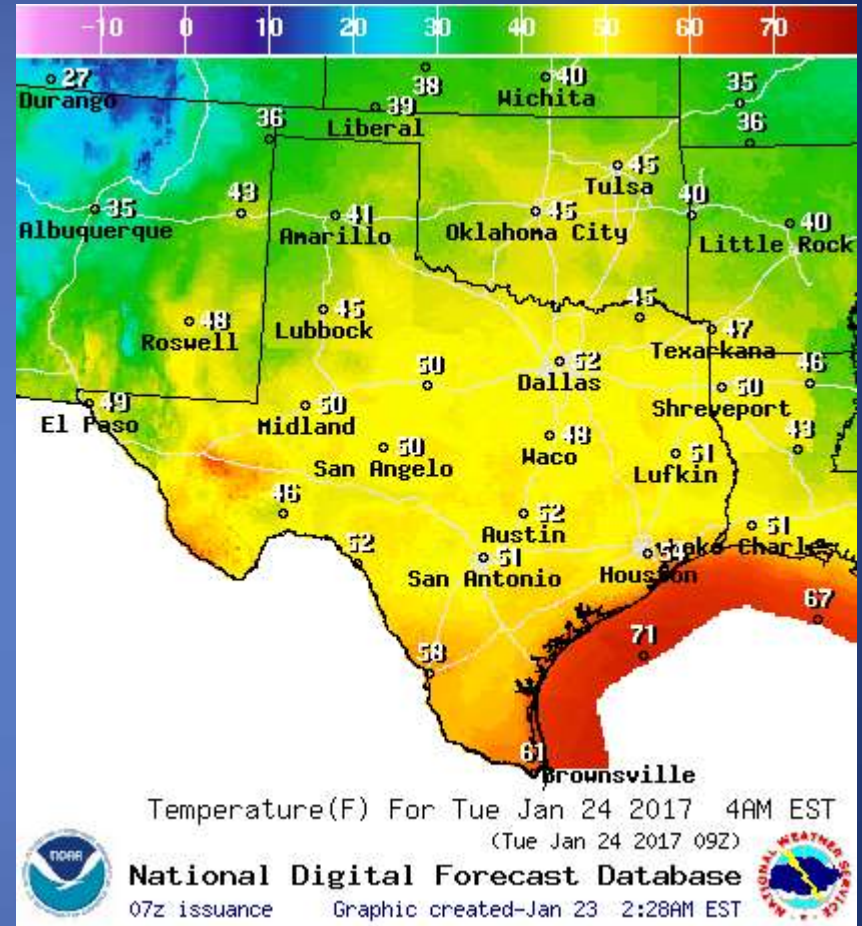 -10 0 10 20 30 40 50 60 70
27
Durango
38
40
Wichita
35
39
Liberal
36
36
45
Tulsa
35
Albuquerque
43
41
Amarillo
45
Oklahoma City
40
40
Little Rock
48
Roswell
45
Lubbock
45
47
Texarkana
50
52
Dallas
50
Shreveport
46
49
El Paso
50
Midland
50
San Angelo
48
Waco
51
Lufkin
43
46
52
Austin
51
Lake Charles
52
51
San Antonio
54
Houston
67
71
58
61
Brownsville
Temperature(F) For Tue Jan 24 2017 4AM EST
(Tue Jan 24 2017 09Z)
NOAA
National Digital Forecast Database
07z issuance Graphic created-Jan 23 2:28AM EST
NATIONAL WEATHER SERVICE